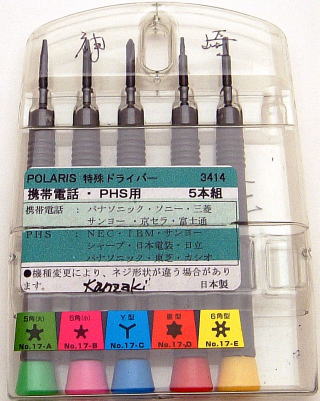 神 崎
POLARIS 特殊ドライバー 3414
携帯電話・PHS用 5本組
携帯電話：パナソニック・ソニー・三菱
サンヨー・京セラ・富士通
PHS：NEC・IBM・サンヨー
シャープ・日本電装・日立
パナソニック・東芝・カシオ
●機種変更により、ネジ形状が違う場合があり
ます。 Kanzaki 日本製
5角(大) 5角(小) Y型 6角型
No.17-A No.17-B No.17-C No.17-D No.17-E